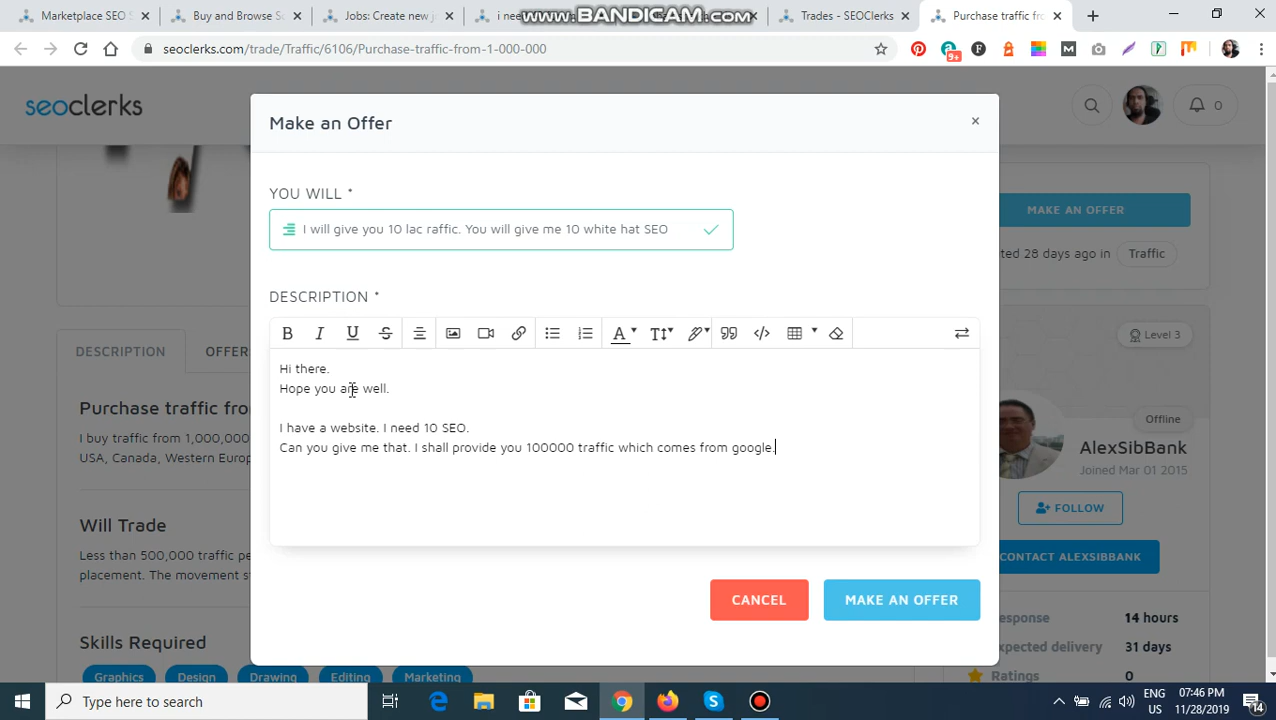 Marketplace SEO S
Buy and Browse S
Jobs: Create new j
i nee
Trades - SEOClerks
Purchase traffic fro
www.BANDICAM.com
seoclerks.com/trade/Traffic/6106/Purchase-traffic-from-1-000-000
9+
seoclerks
0
Make an Offer
×
YOU WILL *
I will give you 10 lac raffic. You will give me 10 white hat SEO
MAKE AN OFFER
ted 28 days ago in Traffic
DESCRIPTION *
B I U S
DESCRIPTION
OFFER
Level 3
Hi there.
Hope you are well.
I have a website. I need 10 SEO.
Can you give me that. I shall provide you 100000 traffic which comes from google.
Purchase traffic fro
I buy traffic from 1,000,000
USA, Canada, Western Europ
Offline
AlexSibBank
Joined Mar 01 2015
FOLLOW
Will Trade
Less than 500,000 traffic pe
placement. The movement s
CONTACT ALEXSIBBANK
CANCEL
MAKE AN OFFER
Skills Required
Graphics
Design
Drawing
Editing
Marketing
esponse 14 hours
xpected delivery 31 days
Ratings 0
Type here to search
ENG
US
07:46 PM
11/28/2019
14